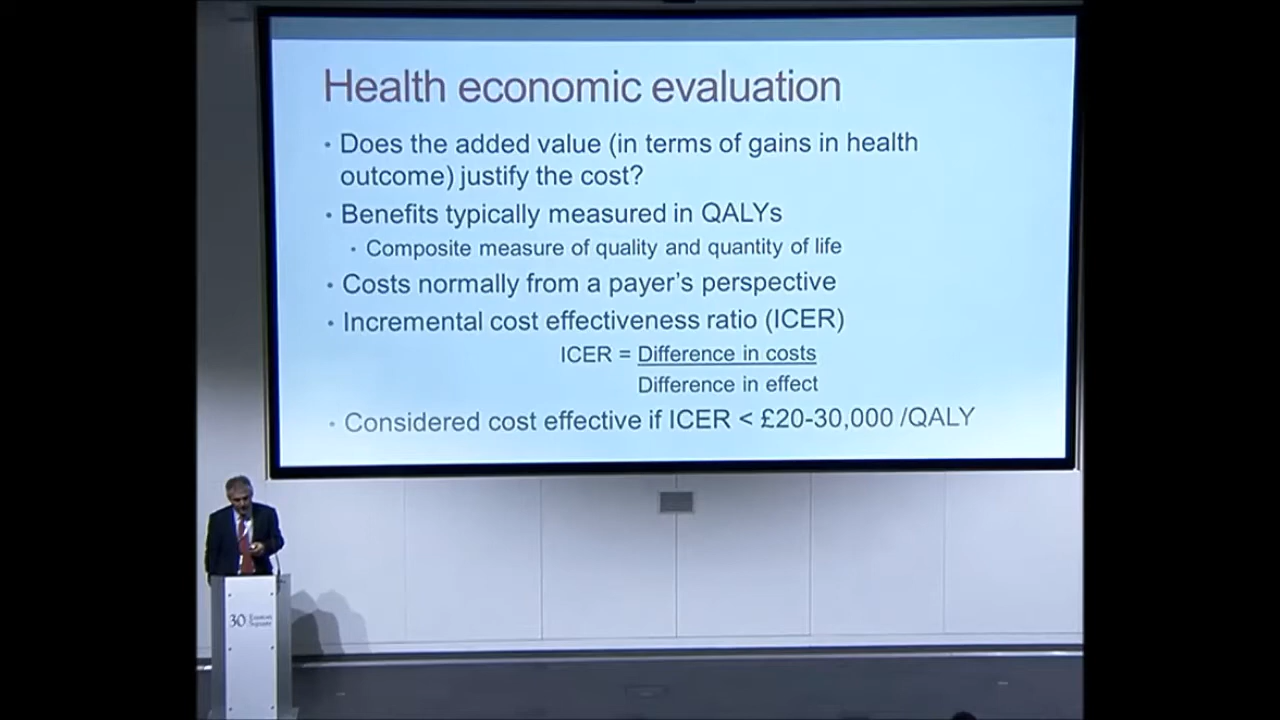 Health economic evaluation
• Does the added value (in terms of gains in health
outcome) justify the cost?
• Benefits typically measured in QALYs
• Composite measure of quality and quantity of life
• Costs normally from a payer's perspective
• Incremental cost effectiveness ratio (ICER)
ICER = Difference in costs
Difference in effect
• Considered cost effective if ICER < £20-30,000 /QALY
30